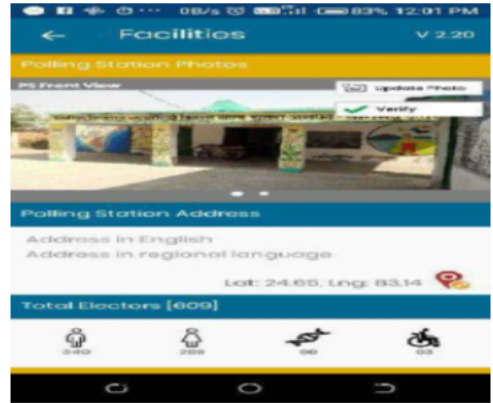 0B/s 83% 12:01 PM
Facilities V 2.20
Polling Station Photos
PS Front View
Update Photo
Verify
Polling Station Address
Address in English
Address in regional language
Lat: 24.65, Lng: 83.14
Total Electors [609]
340 269 00 03